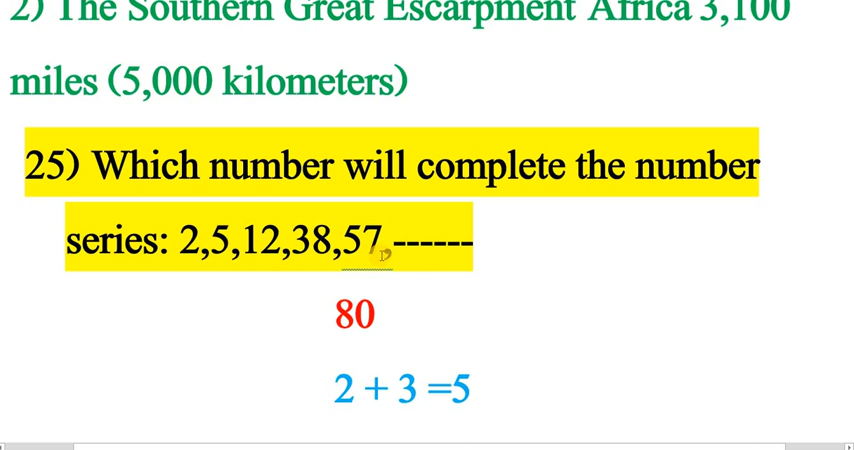 2) The Southern Great Escarpment Africa 3,100
miles (5,000 kilometers)
25) Which number will complete the number
series: 2,5,12,38,57,------
80
2 + 3 =5